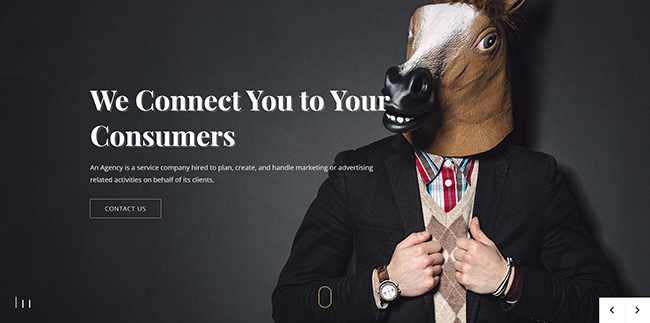 We Connect You to Your
Consumers
An Agency is a service company hired to plan, create, and handle marketing or advertising
related activities on behalf of its clients.
CONTACT US